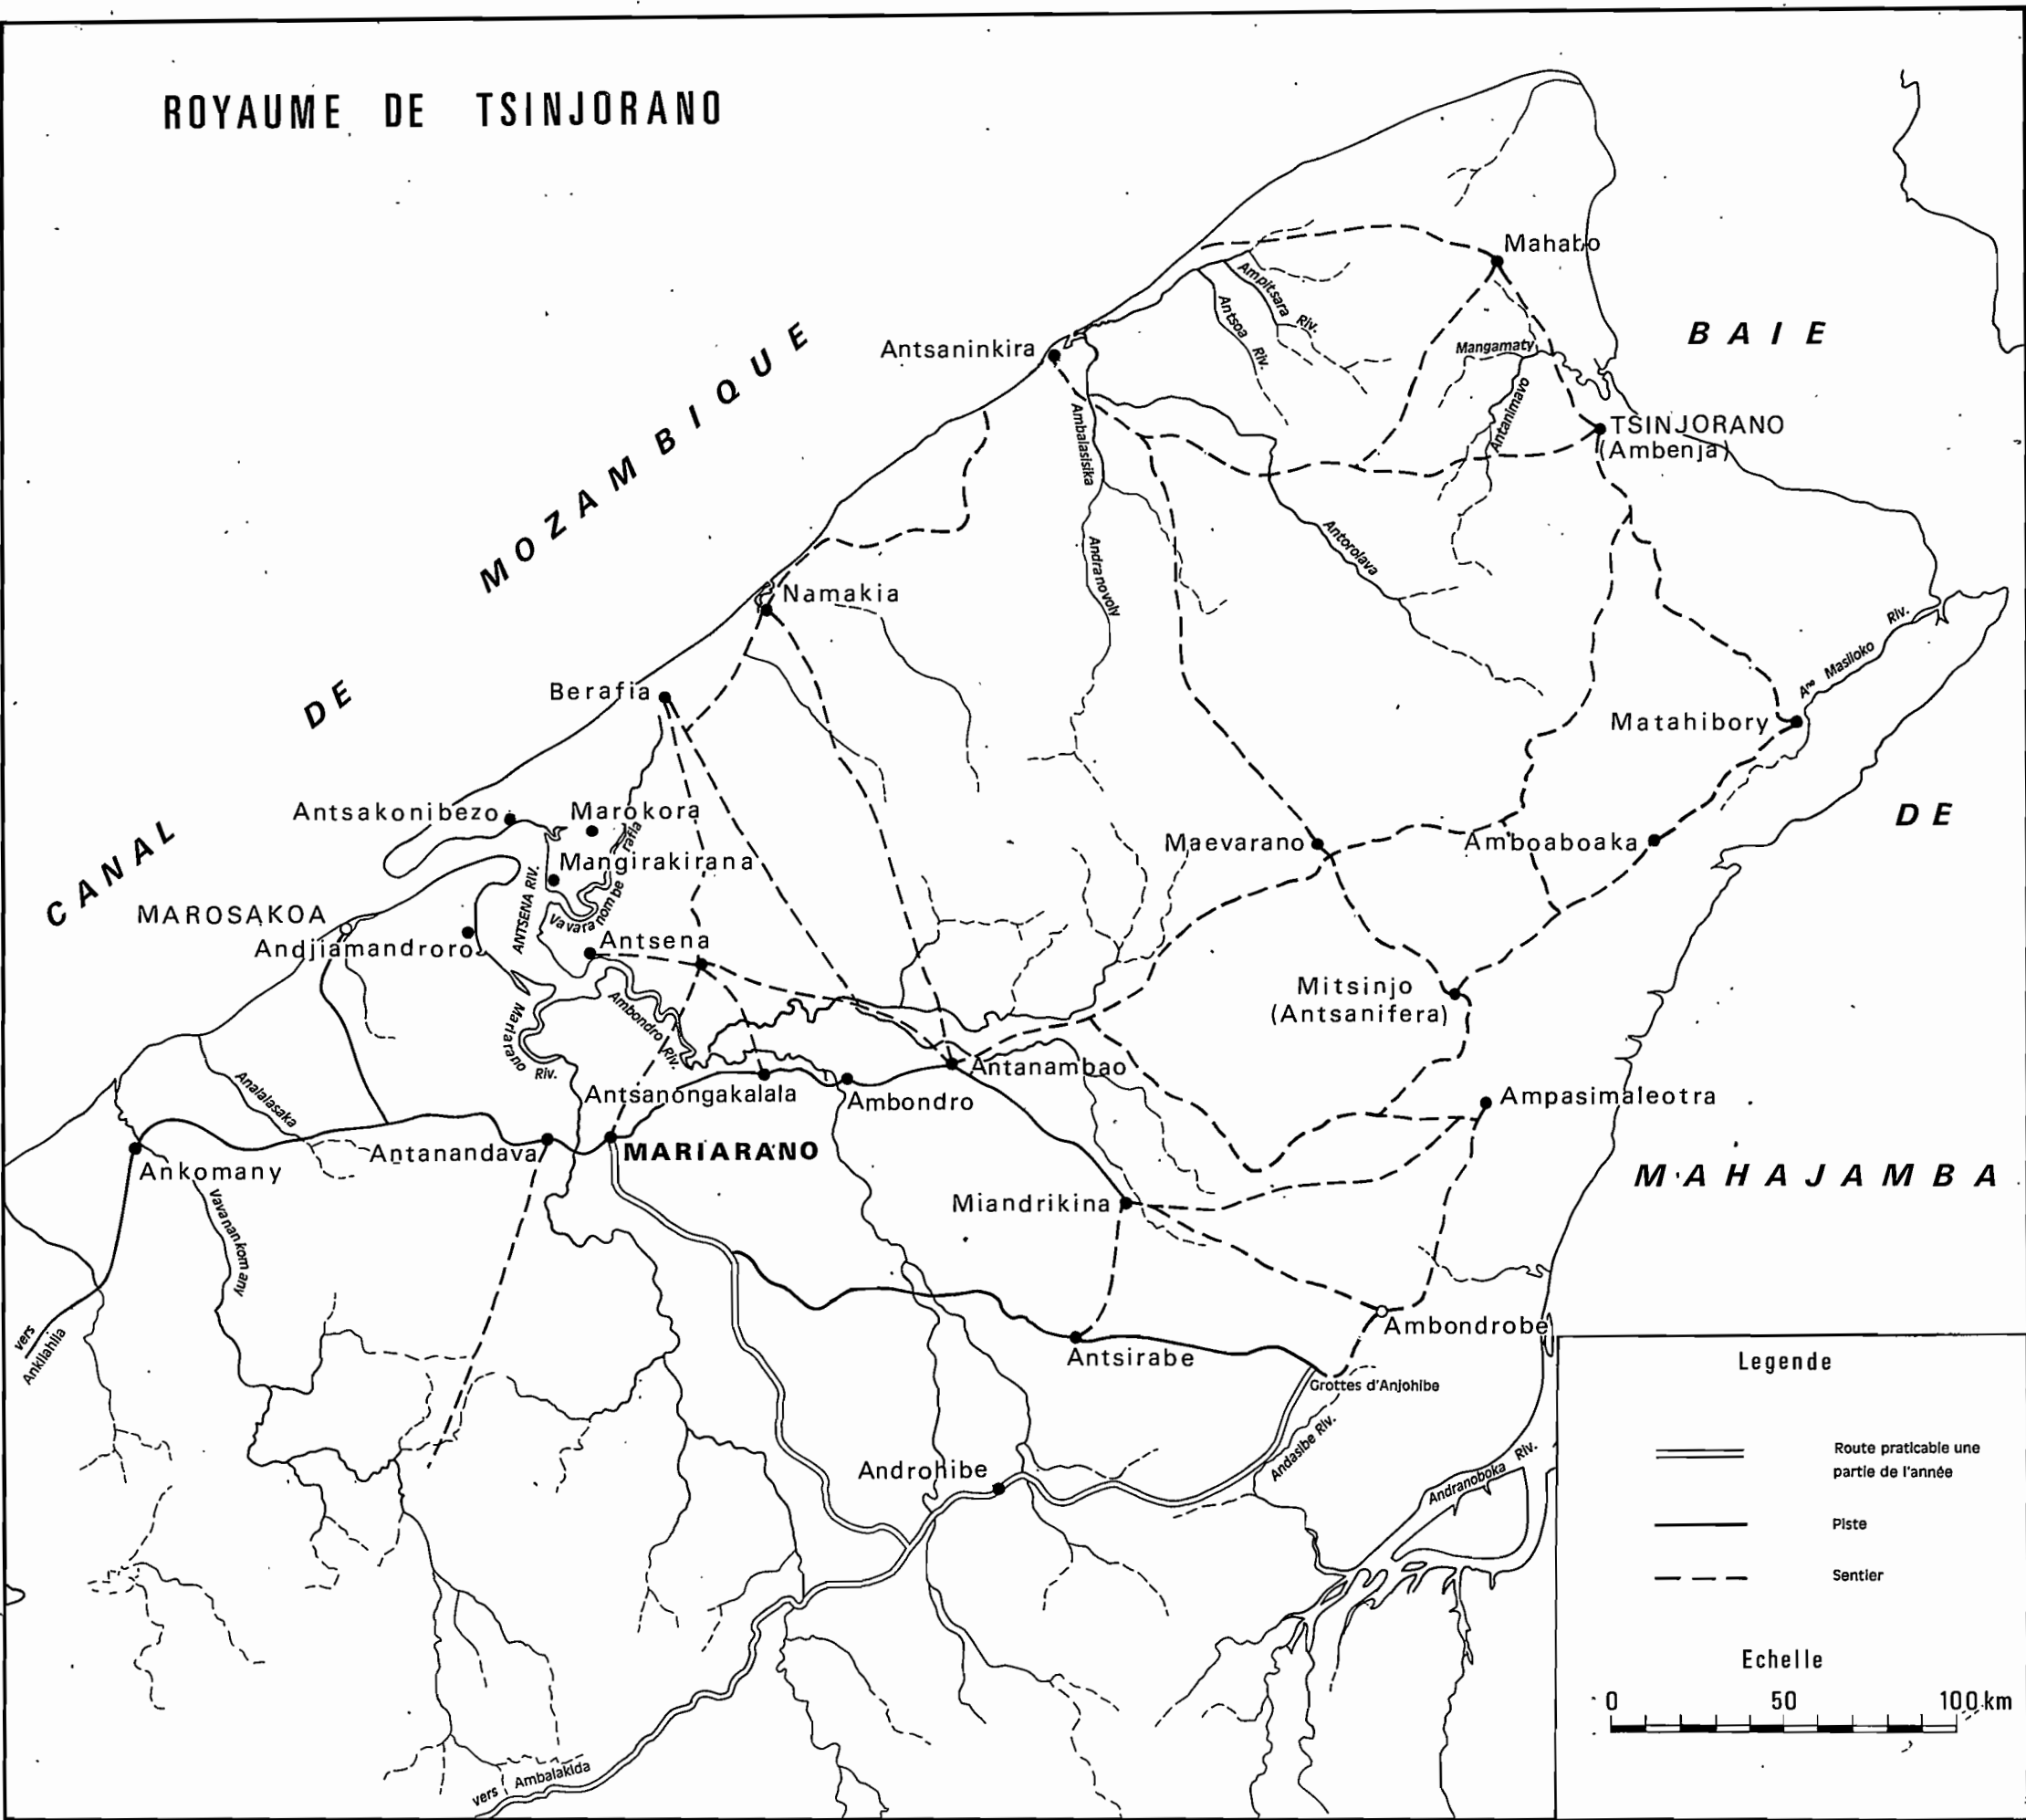 ROYAUME DE TSINJORANO
CANAL DE MOZAMBIQUE
BAIE DE MAHAJAMBA
Mahabo
Ampitsara Riv.
Antsoa Riv.
Antsaninkira
Mangamaty
Antanimavo
TSINJORANO
(Ambenja)
Ambalasisika
Andranovoly
Antorolava
Namakia
Berafia
Matahibory
Masiloko Riv.
Antsakonibezo
Marokora
Mangirakirana
ANTSENA RIV.
Maevarano
Amboaboaka
MAROSAKOA
Andjiamandroro
Antsena
Mitsinjo
(Antsanifera)
Mariarano Riv.
Ambondro Riv.
Analalasaka
Antsanongakalala
Ambondro
Antanambao
Ampasimaleotra
Antanandava
MARIARANO
Ankomany
Vavanankomany
Miandrikina
Ambondrobe
Antsirabe
Grottes d'Anjohibe
vers
Ankilahila
Androhibe
Andasibe Riv.
Andranoboka Riv.
vers Ambalakida
Legende
Route praticable une
partie de l'année
Piste
Sentier
Echelle
0 50 100 km